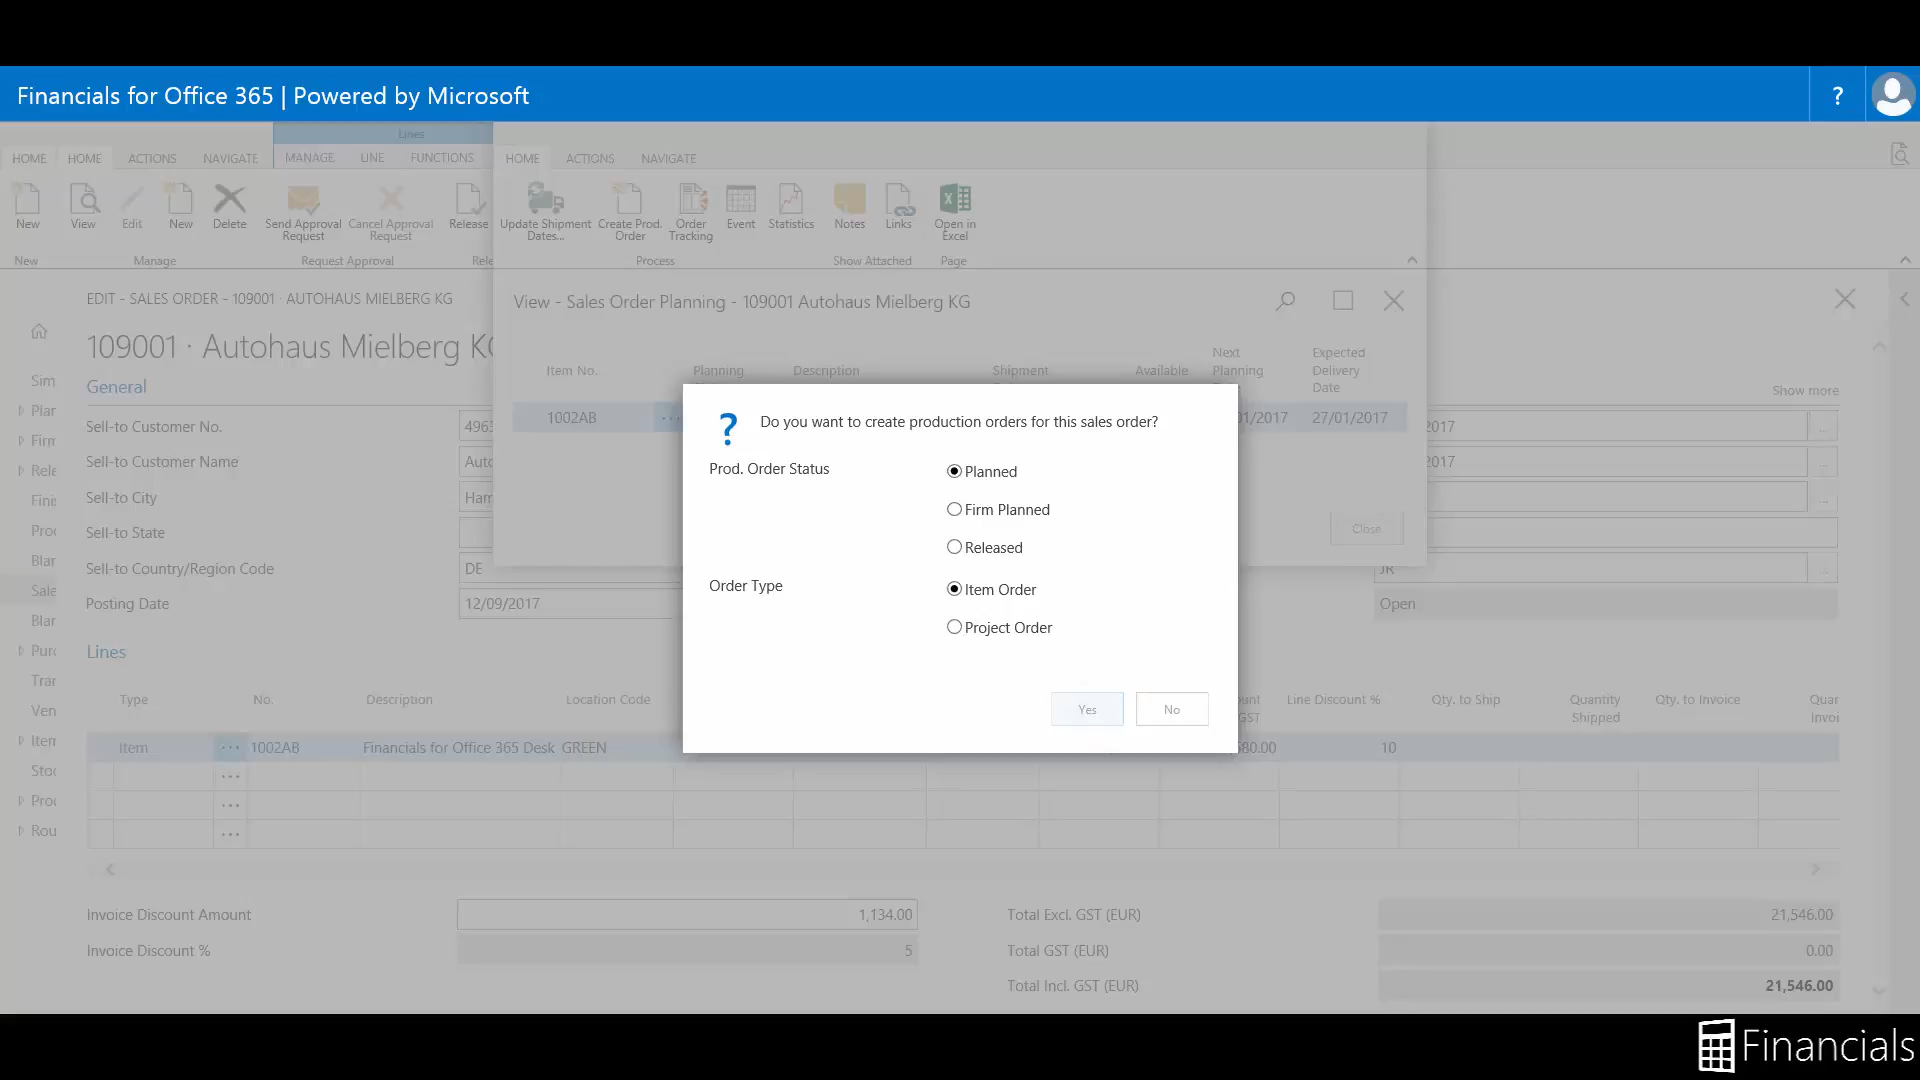 Financials for Office 365 | Powered by Microsoft
?
Lines
HOME HOME ACTIONS NAVIGATE MANAGE LINE FUNCTIONS HOME ACTIONS NAVIGATE
New View Edit New Delete Send Approval Request Cancel Approval Request Release Update Shipment Dates... Create Prod. Order Order Tracking Event Statistics Notes Links Open in Excel
New Manage Request Approval Process Show Attached Page
EDIT - SALES ORDER - 109001 · AUTOHAUS MIELBERG KG
View - Sales Order Planning - 109001 Autohaus Mielberg KG
109001 · Autohaus Mielberg KG
Item No. Planning Description Shipment Available Next Planning Expected Delivery Date
General
Show more
1002AB ... 01/2017 27/01/2017
? Do you want to create production orders for this sales order?
Prod. Order Status
Planned
Firm Planned
Released
Order Type
Item Order
Project Order
Yes No
Close
Sell-to Customer No. 4963 2017 ...
Sell-to Customer Name 2017 ...
Sell-to City ...
Sell-to State
Sell-to Country/Region Code DE JR ...
Posting Date 12/09/2017 Open
Lines
Type No. Description Location Code Line Discount % Qty. to Ship Quantity Shipped Qty. to Invoice
GST
Item ... 1002AB Financials for Office 365 Desk GREEN 10
...
...
...
Invoice Discount Amount 1,134.00 Total Excl. GST (EUR) 21,546.00
Invoice Discount % 5 Total GST (EUR) 0.00
Total Incl. GST (EUR) 21,546.00
Financials